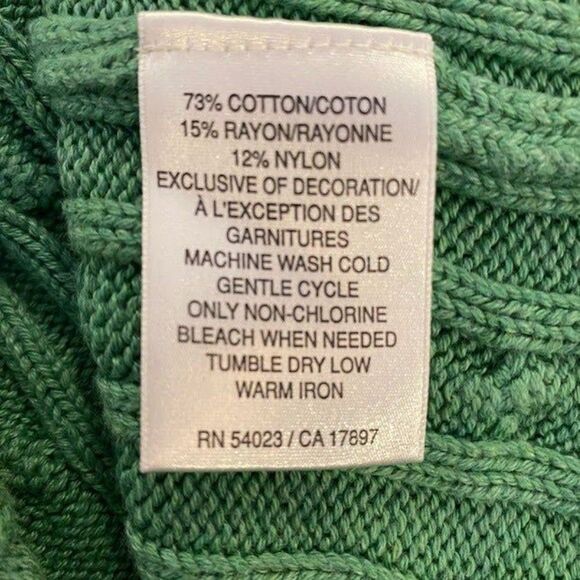 73% COTTON/COTON
15% RAYON/RAYONNE
12% NYLON
EXCLUSIVE OF DECORATION/
À L'EXCEPTION DES
GARNITURES
MACHINE WASH COLD
GENTLE CYCLE
ONLY NON-CHLORINE
BLEACH WHEN NEEDED
TUMBLE DRY LOW
WARM IRON
RN 54023 / CA 17897